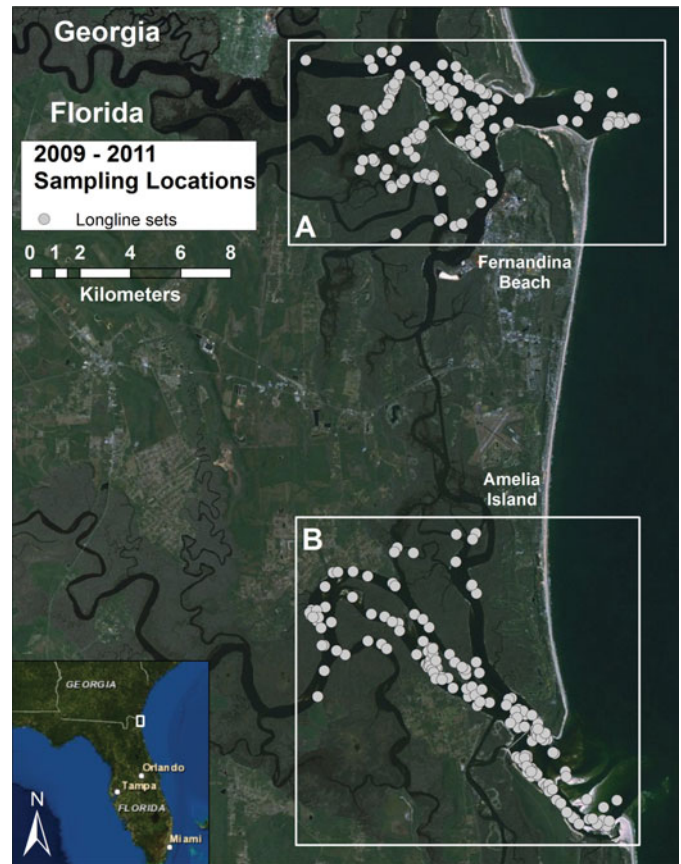 Georgia
Florida
2009 - 2011
Sampling Locations
Longline sets
0 1 2 4 6 8
Kilometers
A
Fernandina
Beach
Amelia
Island
B
GEORGIA
Orlando
Tampa
FLORIDA
Miami
N